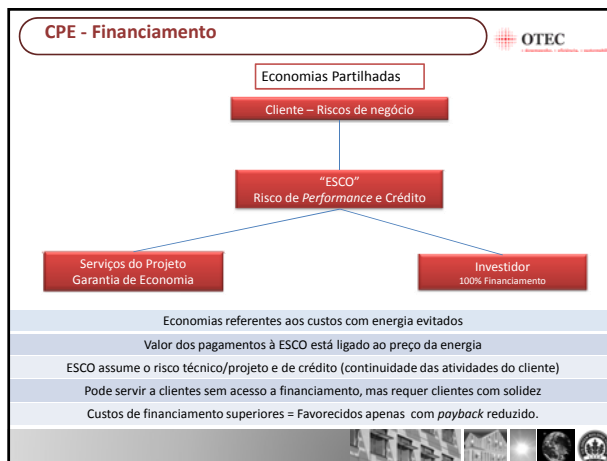 CPE - Financiamento
OTEC
Economias Partilhadas
Cliente – Riscos de negócio
"ESCO"
Risco de Performance e Crédito
Serviços do Projeto
Garantia de Economia
Investidor
100% Financiamento
Economias referentes aos custos com energia evitados
Valor dos pagamentos à ESCO está ligado ao preço da energia
ESCO assume o risco técnico/projeto e de crédito (continuidade das atividades do cliente)
Pode servir a clientes sem acesso a financiamento, mas requer clientes com solidez
Custos de financiamento superiores = Favorecidos apenas com payback reduzido.